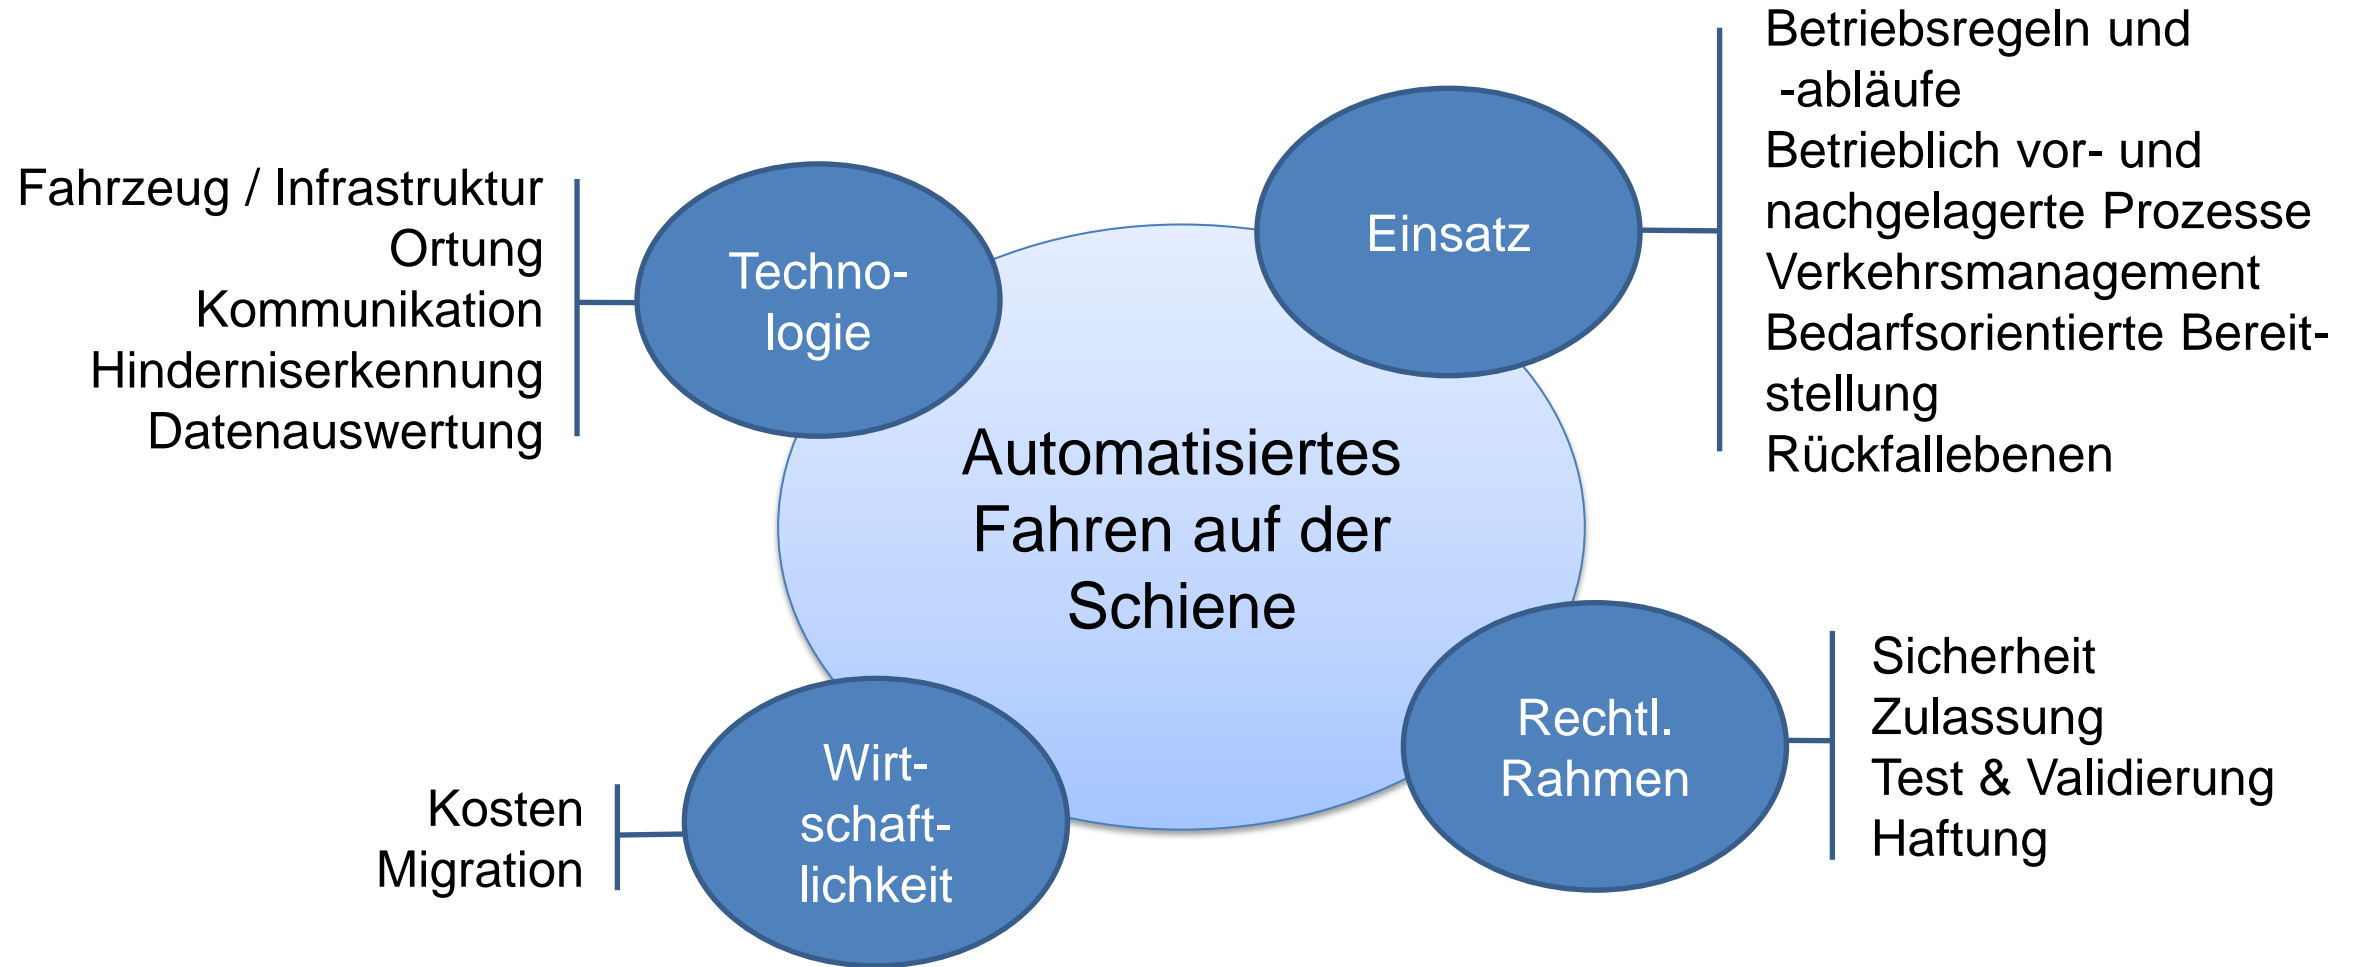 Fahrzeug / Infrastruktur
Ortung
Kommunikation
Hinderniserkennung
Datenauswertung
Techno-
logie
Einsatz
Betriebsregeln und
-abläufe
Betrieblich vor- und
nachgelagerte Prozesse
Verkehrsmanagement
Bedarfsorientierte Bereit-
stellung
Rückfallebenen
Automatisiertes
Fahren auf der
Schiene
Kosten
Migration
Wirt-
schaft-
lichkeit
Rechtl.
Rahmen
Sicherheit
Zulassung
Test & Validierung
Haftung